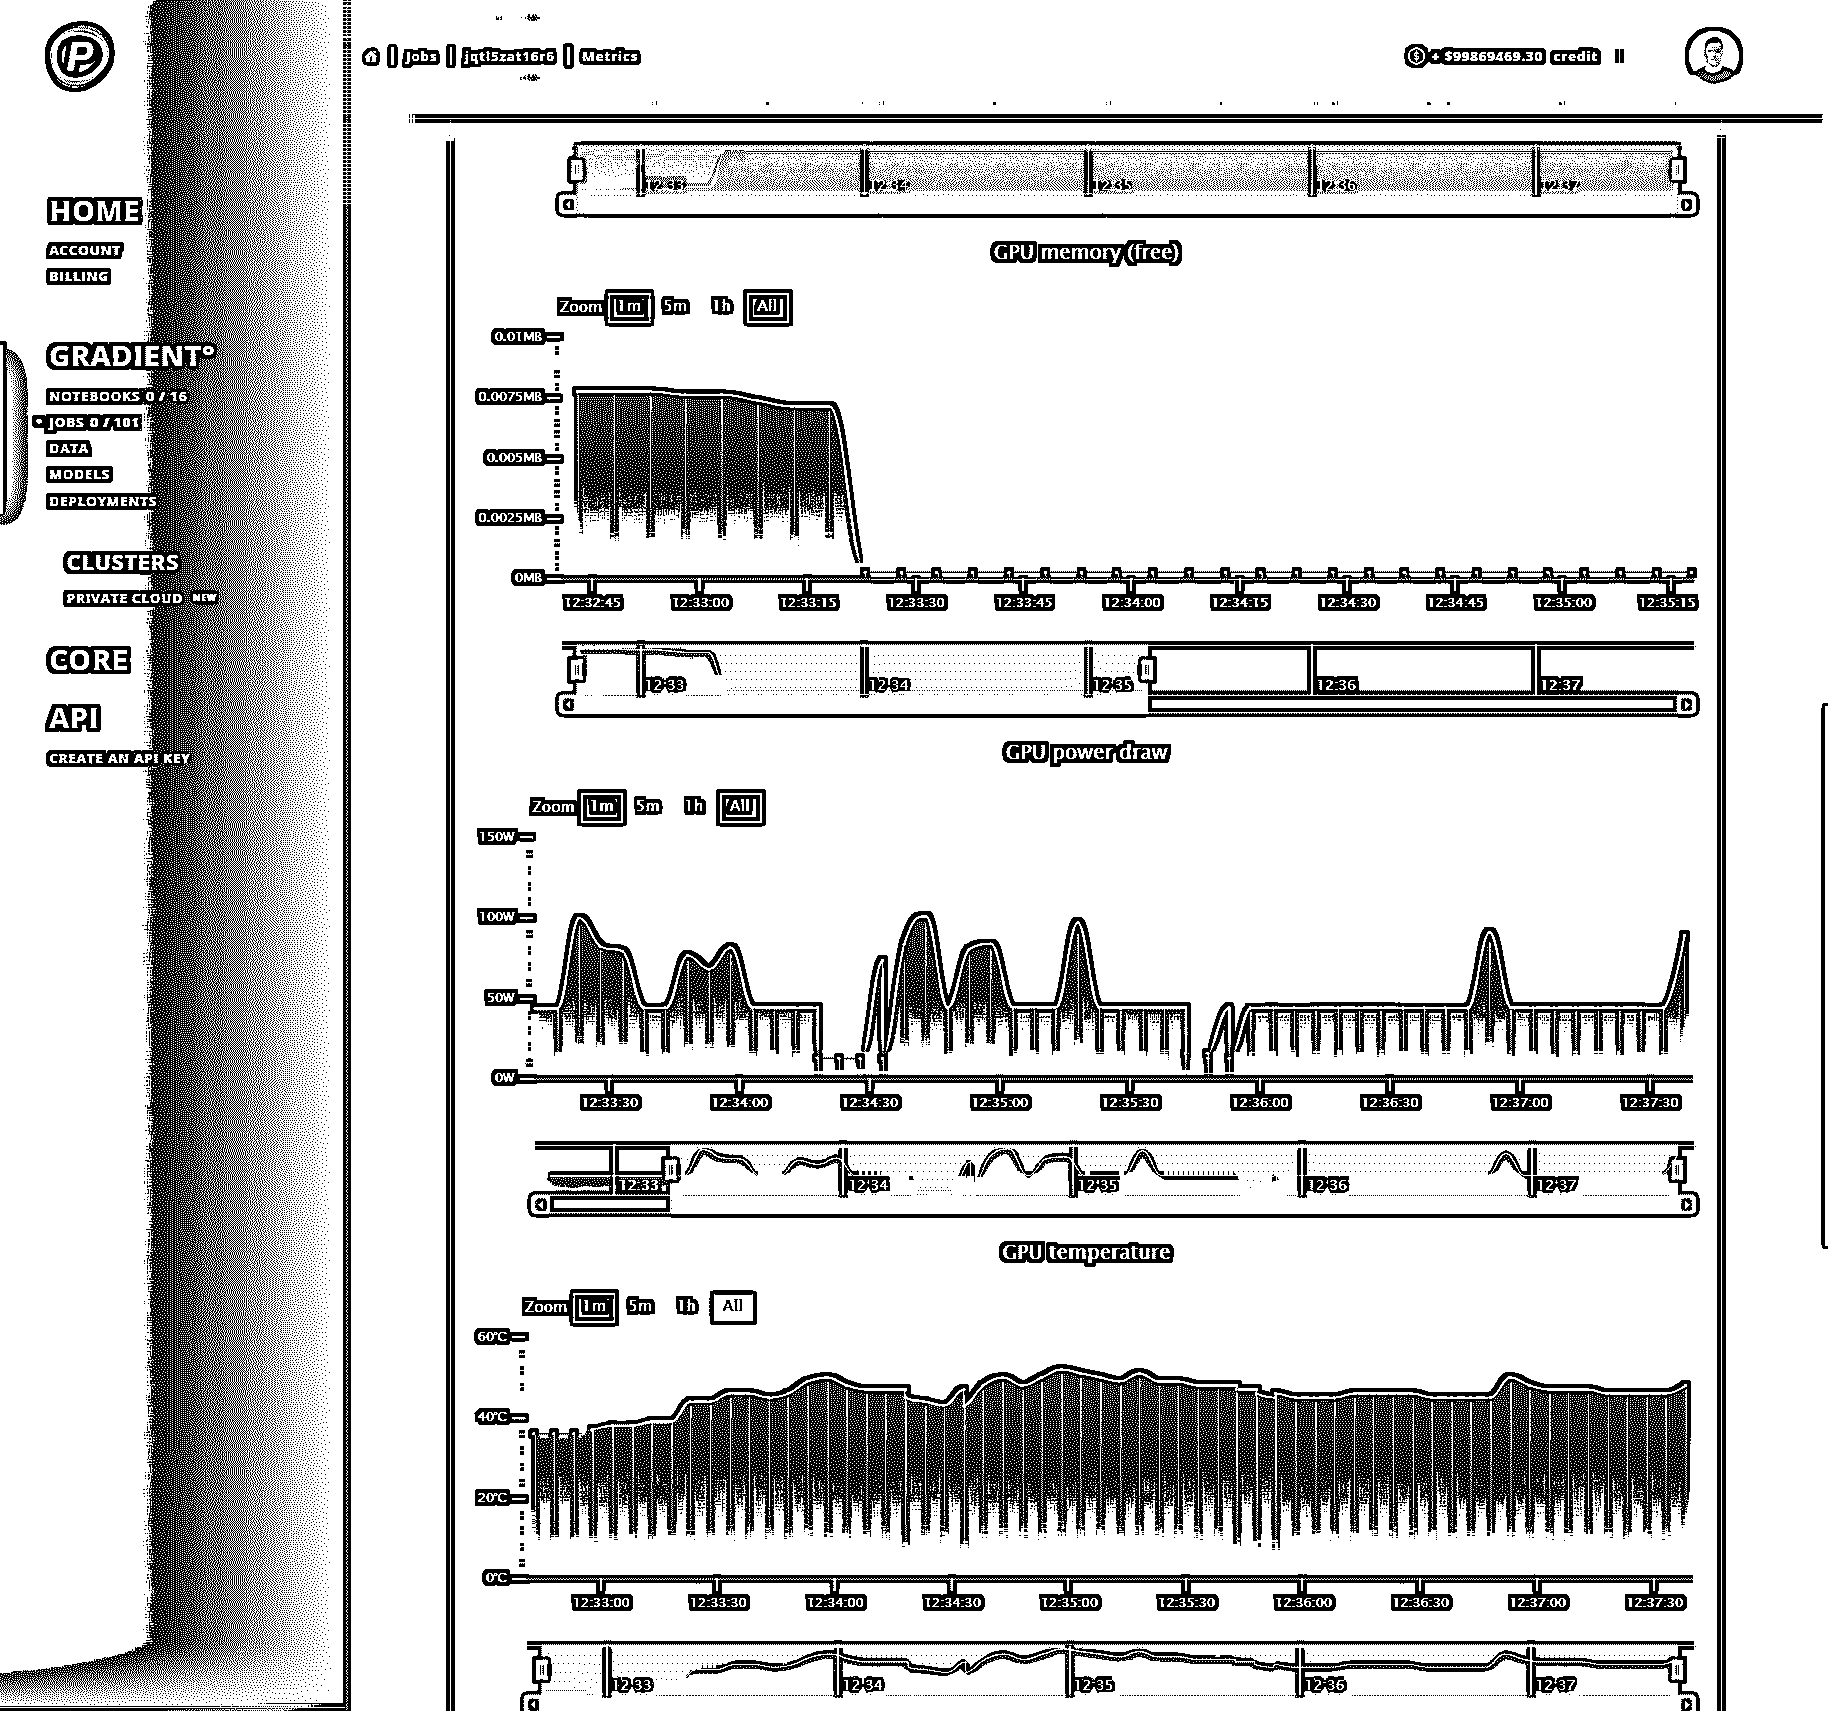 Jobs
jqtl5zat16r6
Metrics
+ $99869469.30 credit
HOME
ACCOUNT
BILLING
GRADIENT°
NOTEBOOKS 0 / 16
JOBS 0 / 101
DATA
MODELS
DEPLOYMENTS
CLUSTERS
PRIVATE CLOUD NEW
CORE
API
CREATE AN API KEY
12:33 12:34 12:35 12:36 12:37
GPU memory (free)
Zoom 1m 5m 1h All
0.01MB
0.0075MB
0.005MB
0.0025MB
0MB
12:32:45 12:33:00 12:33:15 12:33:30 12:33:45 12:34:00 12:34:15 12:34:30 12:34:45 12:35:00 12:35:15
12:33 12:34 12:35 12:36 12:37
GPU power draw
Zoom 1m 5m 1h All
150W
100W
50W
0W
12:33:30 12:34:00 12:34:30 12:35:00 12:35:30 12:36:00 12:36:30 12:37:00 12:37:30
12:33 12:34 12:35 12:36 12:37
GPU temperature
Zoom 1m 5m 1h All
60°C
40°C
20°C
0°C
12:33:00 12:33:30 12:34:00 12:34:30 12:35:00 12:35:30 12:36:00 12:36:30 12:37:00 12:37:30
12:33 12:34 12:35 12:36 12:37